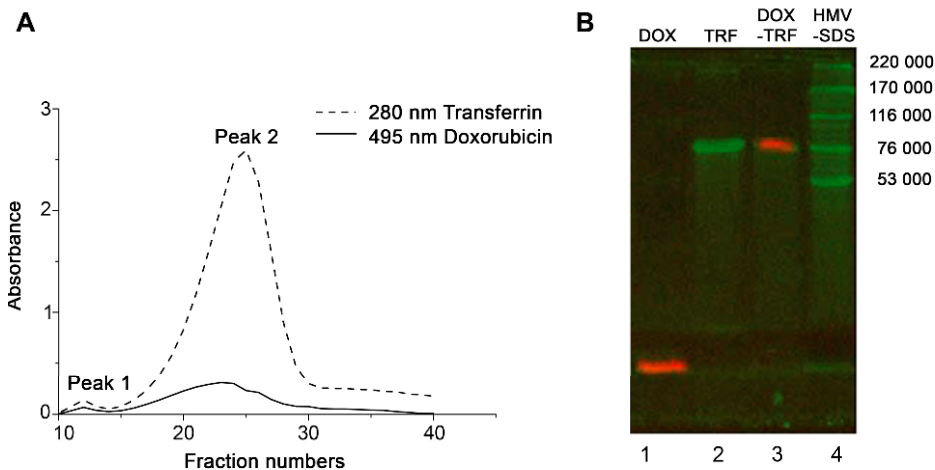 A
3
2
1
0
10
20
30
40
Absorbance
Fraction numbers
Peak 1
Peak 2
280 nm Transferrin
495 nm Doxorubicin
B
DOX
TRF
DOX
-TRF
HMV
-SDS
220 000
170 000
116 000
76 000
53 000
1
2
3
4